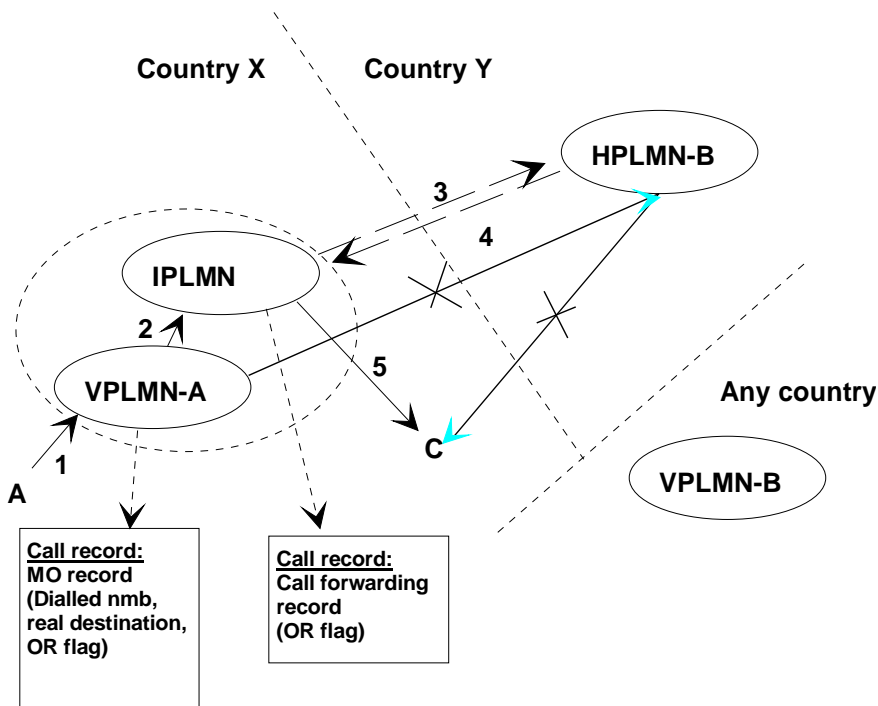 Country X
Country Y
HPLMN-B
3
4
IPLMN
2
5
VPLMN-A
Any country
C
1
A
VPLMN-B
Call record:
MO record
(Dialled nmb,
real destination,
OR flag)
Call record:
Call forwarding
record
(OR flag)